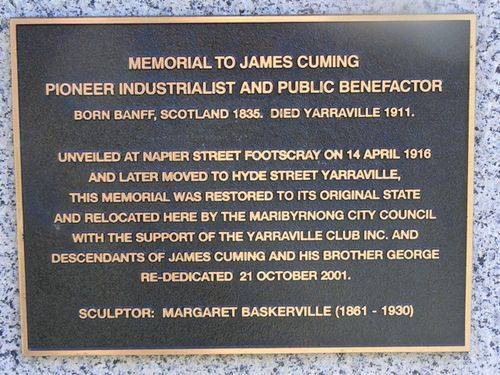 MEMORIAL TO JAMES CUMING
PIONEER INDUSTRIALIST AND PUBLIC BENEFACTOR
BORN BANFF, SCOTLAND 1835. DIED YARRAVILLE 1911.
UNVEILED AT NAPIER STREET FOOTSCRAY ON 14 APRIL 1916
AND LATER MOVED TO HYDE STREET YARRAVILLE,
THIS MEMORIAL WAS RESTORED TO ITS ORIGINAL STATE
AND RELOCATED HERE BY THE MARIBYRNONG CITY COUNCIL
WITH THE SUPPORT OF THE YARRAVILLE CLUB INC. AND
DESCENDANTS OF JAMES CUMING AND HIS BROTHER GEORGE
RE-DEDICATED 21 OCTOBER 2001.
SCULPTOR: MARGARET BASKERVILLE (1861 - 1930)